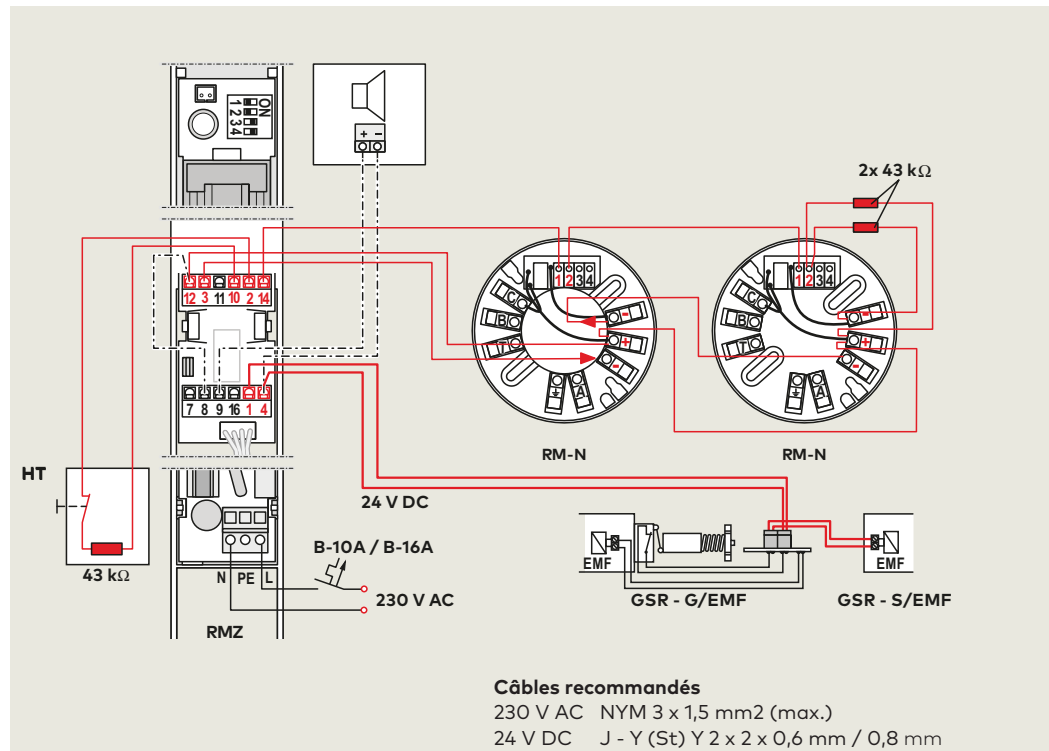 ON
1 2 3 4
+ -
2x 43 kΩ
12 3 11 10 2 14
1 2 3 4
1 2 3 4
C
B
T
-
+
-
A
C
B
T
-
+
-
A
7 8 9 16 1 4
RM-N
RM-N
HT
24 V DC
43 kΩ
B-10A / B-16A
N PE L
230 V AC
EMF
EMF
GSR - G/EMF
GSR - S/EMF
RMZ
Câbles recommandés
230 V AC NYM 3 x 1,5 mm2 (max.)
24 V DC J - Y (St) Y 2 x 2 x 0,6 mm / 0,8 mm